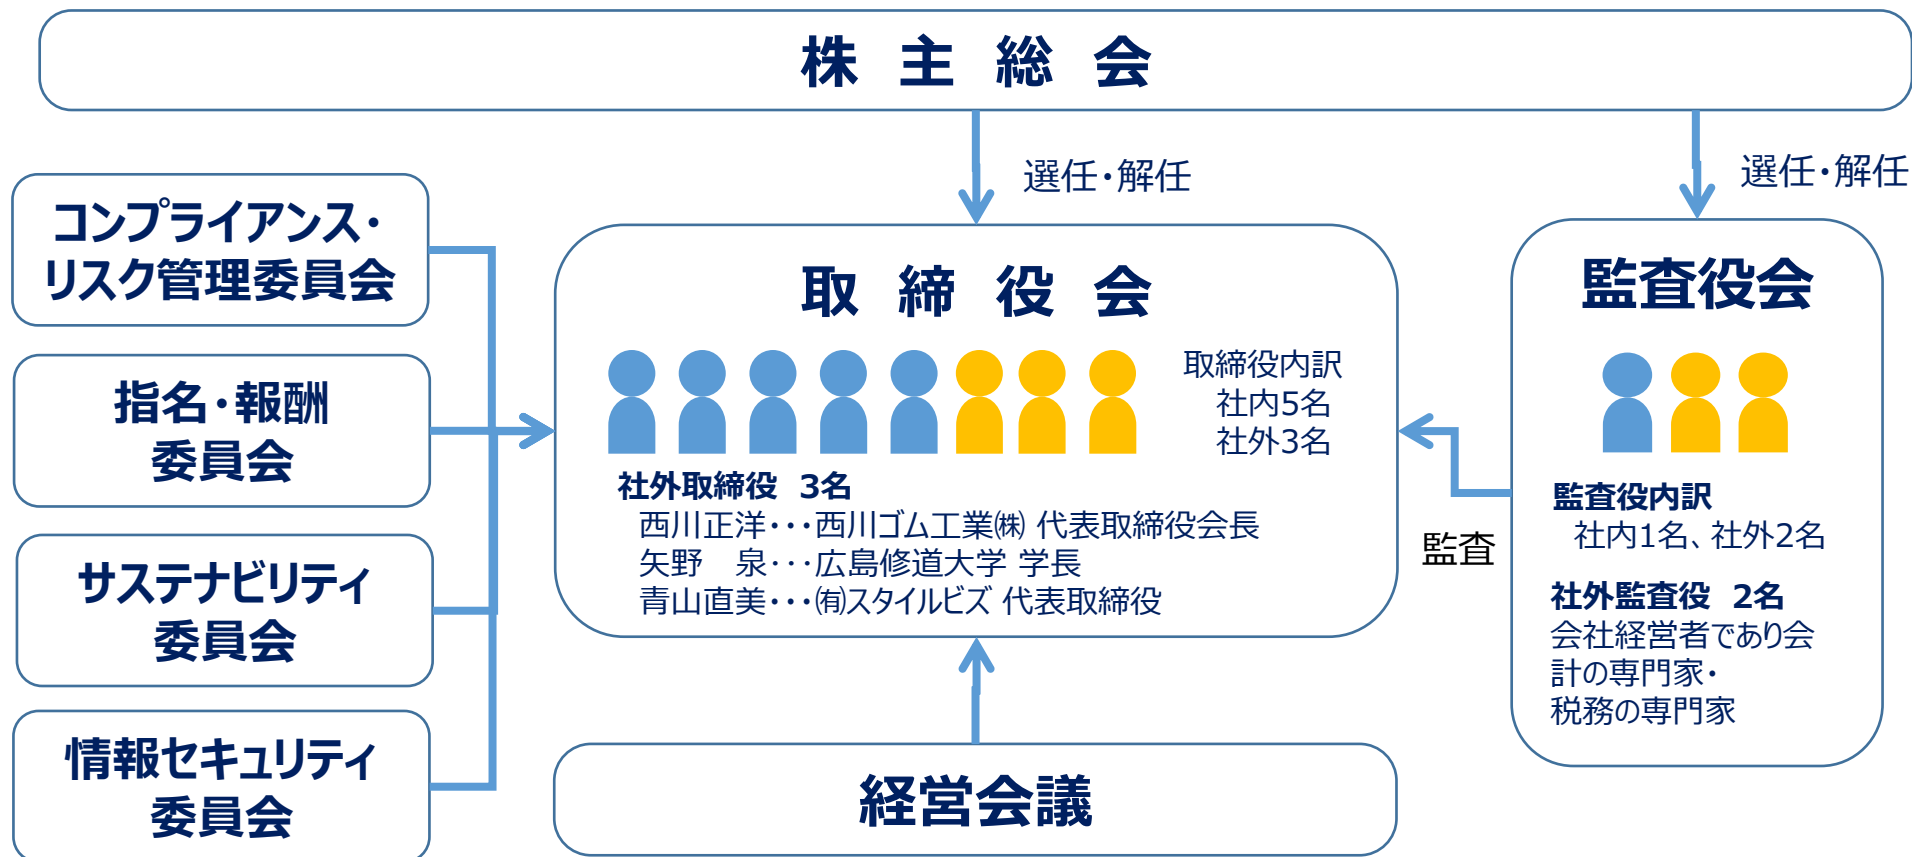 株 主 総 会
選任・解任
選任・解任
コンプライアンス・
リスク管理委員会
指名・報酬
委員会
サステナビリティ
委員会
情報セキュリティ
委員会
取 締 役 会
取締役内訳
社内5名
社外3名
社外取締役 3名
西川正洋・・・西川ゴム工業㈱ 代表取締役会長
矢野 泉・・・広島修道大学 学長
青山直美・・・㈲スタイルビズ 代表取締役
監査
監査役会
監査役内訳
社内1名、社外2名
社外監査役 2名
会社経営者であり会
計の専門家・
税務の専門家
経営会議